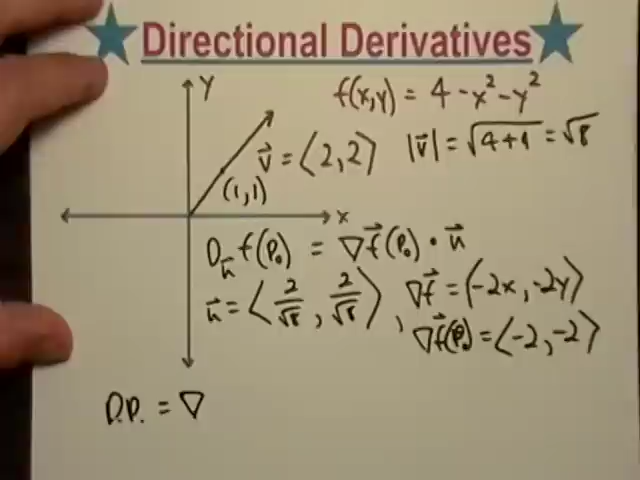 Directional Derivatives
Y
f(x,y) = 4 - x² - y²
v⃗ = ⟨2,2⟩
|v⃗| = √(4+4) = √8
(1,1)
x
D_u⃗ f(P₀) = ∇f⃗(P₀) · u⃗
u⃗ = ⟨2/√8, 2/√8⟩,
∇f⃗ = ⟨-2x, -2y⟩
∇f⃗(P₀) = ⟨-2, -2⟩
D.D. = ∇